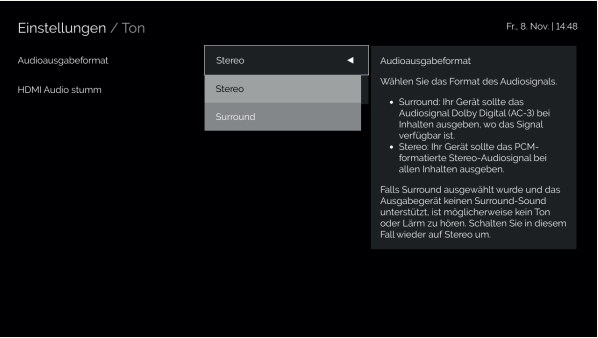 Einstellungen / Ton
Fr., 8. Nov. | 14:48
Audioausgabeformat
Stereo
HDMI Audio stumm
Stereo
Surround
Audioausgabeformat
Wählen Sie das Format des Audiosignals.
• Surround: Ihr Gerät sollte das
Audiosignal Dolby Digital (AC-3) bei
Inhalten ausgeben, wo das Signal
verfügbar ist.
• Stereo: Ihr Gerät sollte das PCM-
formatierte Stereo-Audiosignal bei
allen Inhalten ausgeben.
Falls Surround ausgewählt wurde und das
Ausgabegerät keinen Surround-Sound
unterstützt, ist möglicherweise kein Ton
oder Lärm zu hören. Schalten Sie in diesem
Fall wieder auf Stereo um.